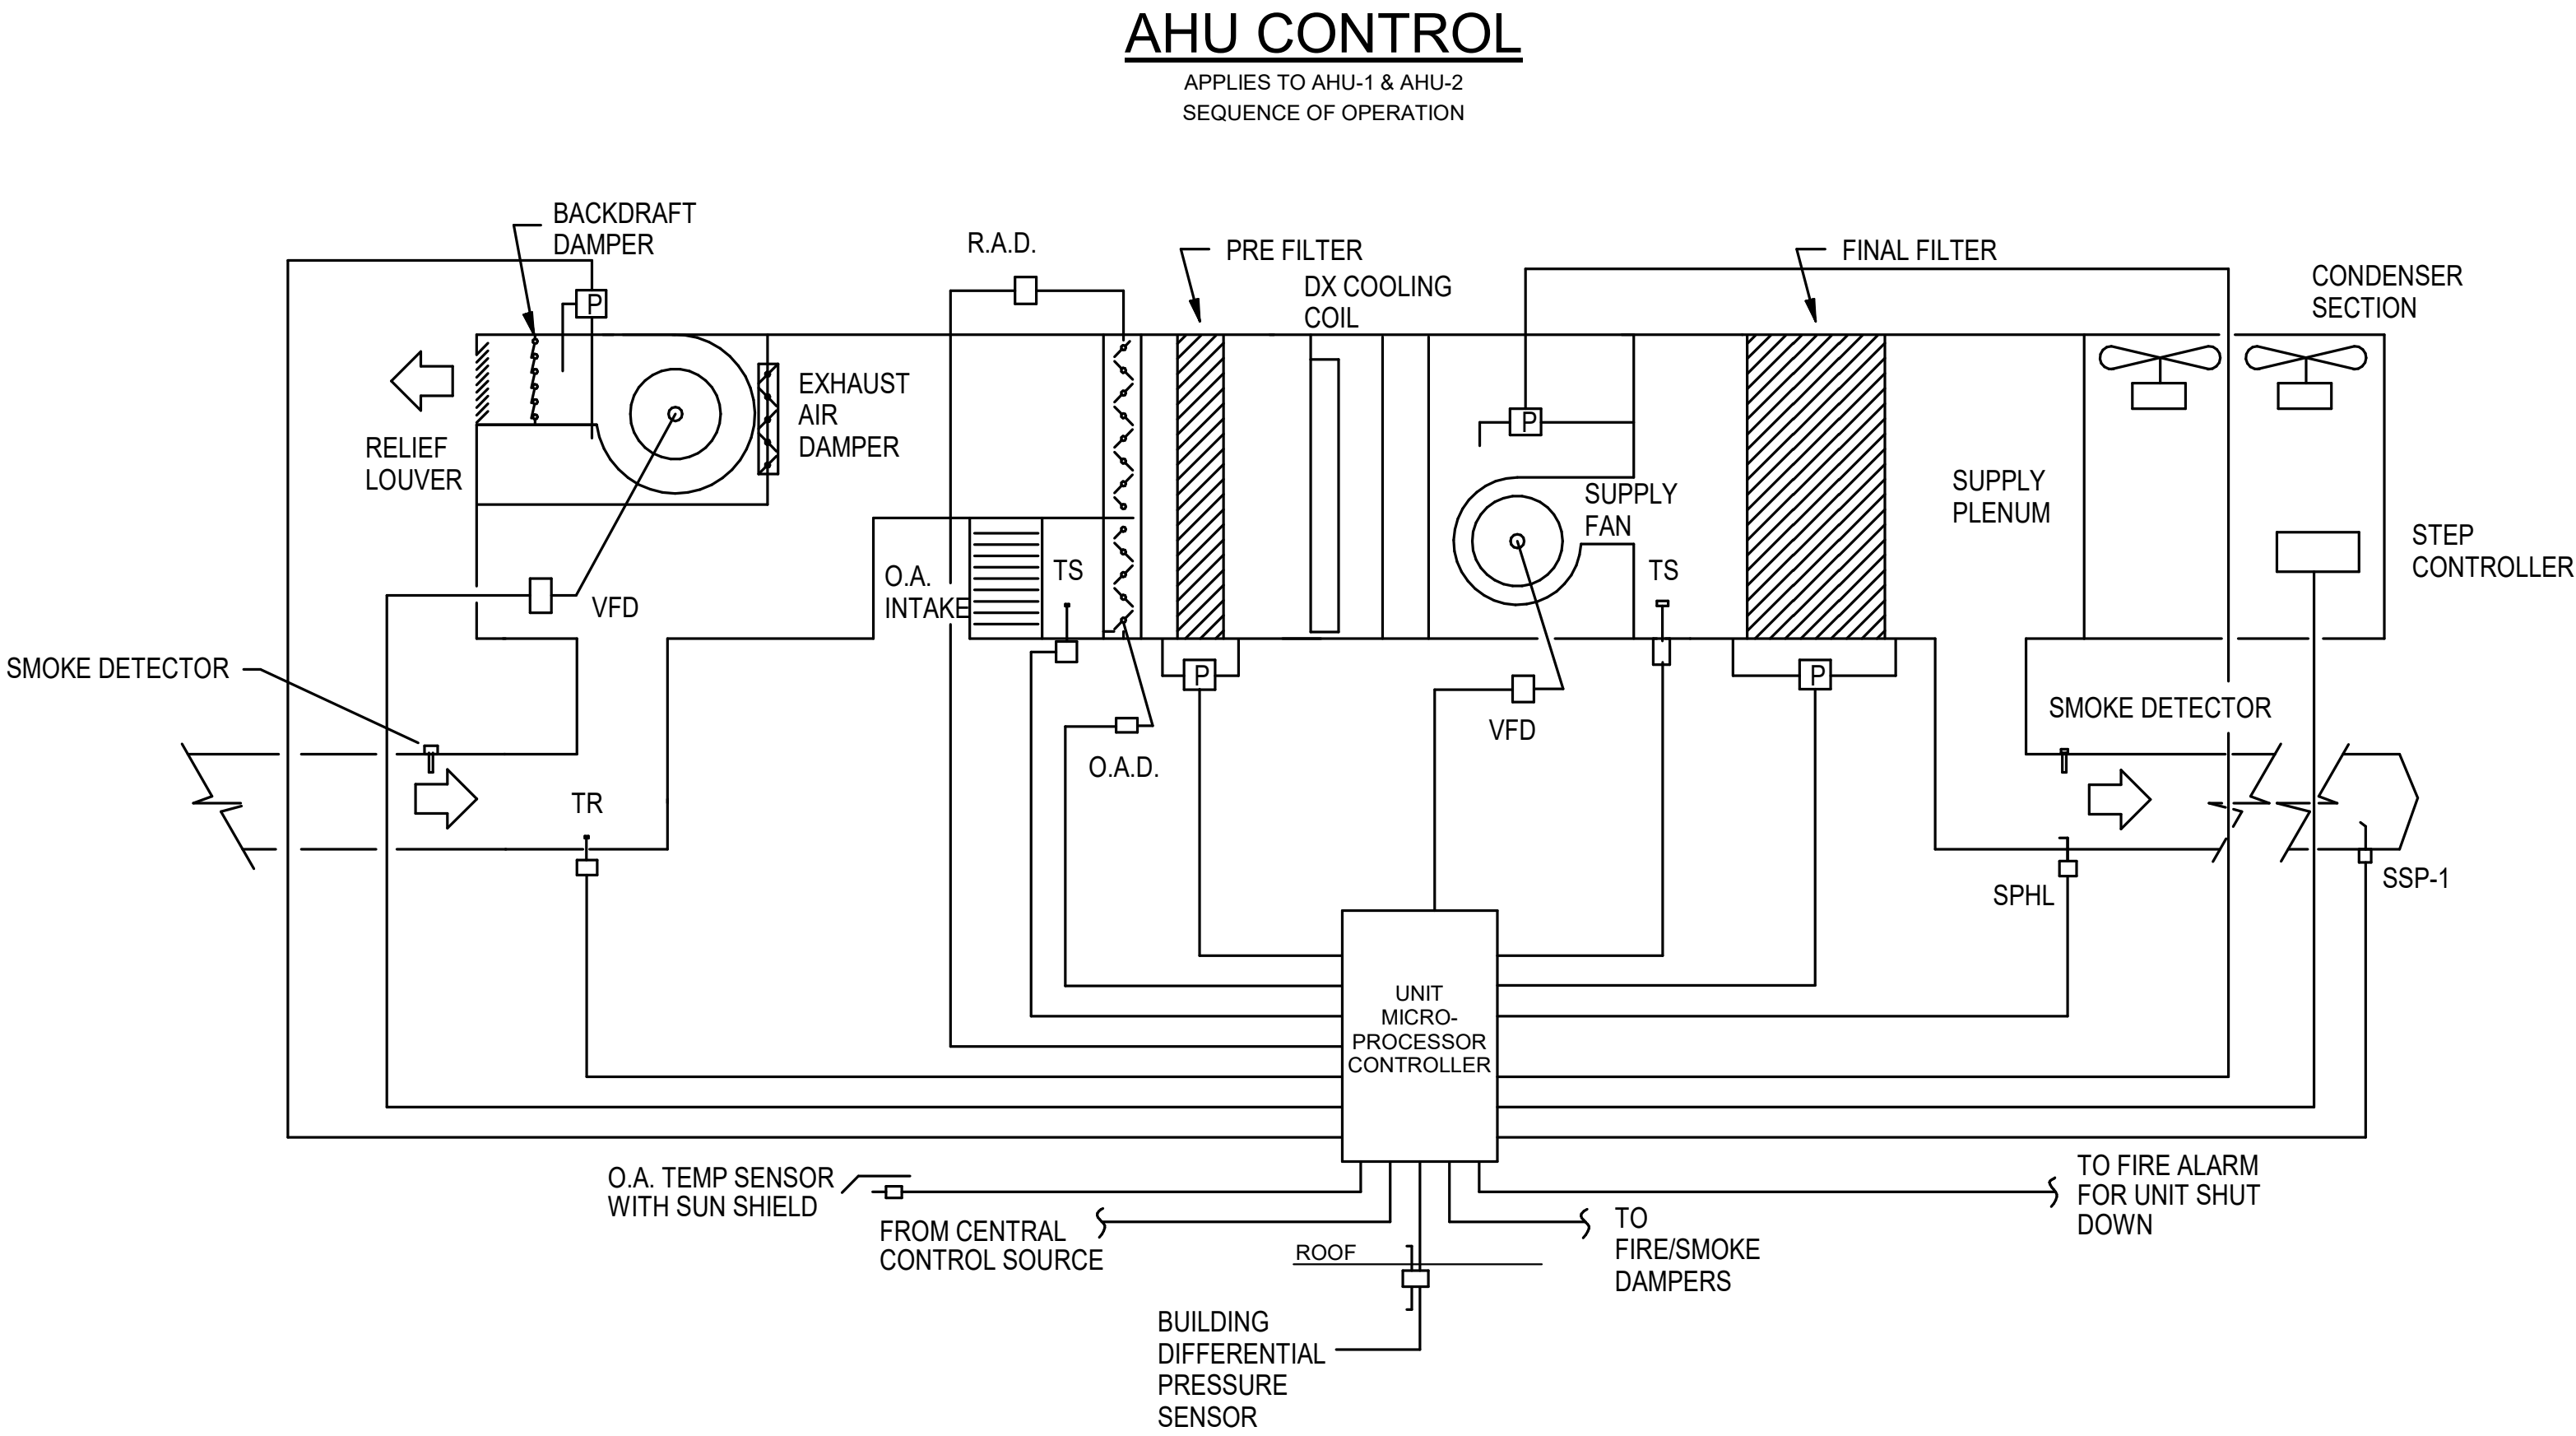 AHU CONTROL
APPLIES TO AHU-1 & AHU-2
SEQUENCE OF OPERATION
BACKDRAFT
DAMPER
R.A.D.
PRE FILTER
FINAL FILTER
DX COOLING
COIL
CONDENSER
SECTION
P
EXHAUST
AIR
DAMPER
RELIEF
LOUVER
P
SUPPLY
FAN
SUPPLY
PLENUM
STEP
CONTROLLER
O.A.
INTAKE
TS
TS
VFD
SMOKE DETECTOR
P
P
SMOKE DETECTOR
VFD
O.A.D.
TR
SPHL
SSP-1
UNIT
MICRO-
PROCESSOR
CONTROLLER
O.A. TEMP SENSOR
WITH SUN SHIELD
FROM CENTRAL
CONTROL SOURCE
ROOF
TO
FIRE/SMOKE
DAMPERS
TO FIRE ALARM
FOR UNIT SHUT
DOWN
BUILDING
DIFFERENTIAL
PRESSURE
SENSOR